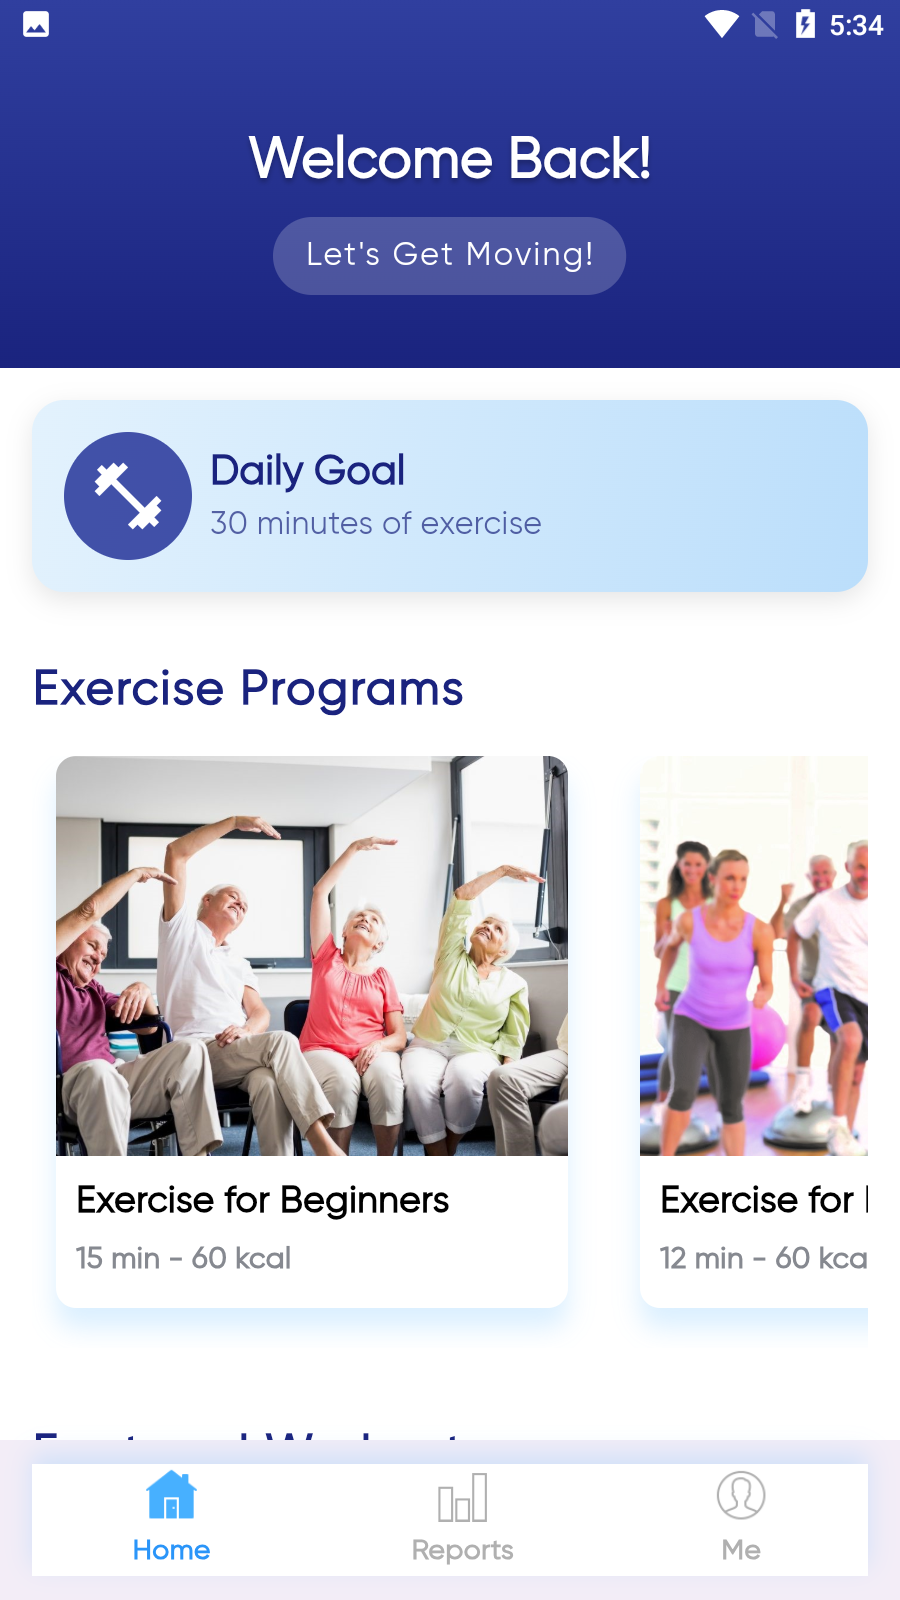 5:34
Welcome Back!
Let's Get Moving!
Daily Goal
30 minutes of exercise
Exercise Programs
Exercise for Beginners
15 min - 60 kcal
Exercise for
12 min - 60 kca
Home
Reports
Me